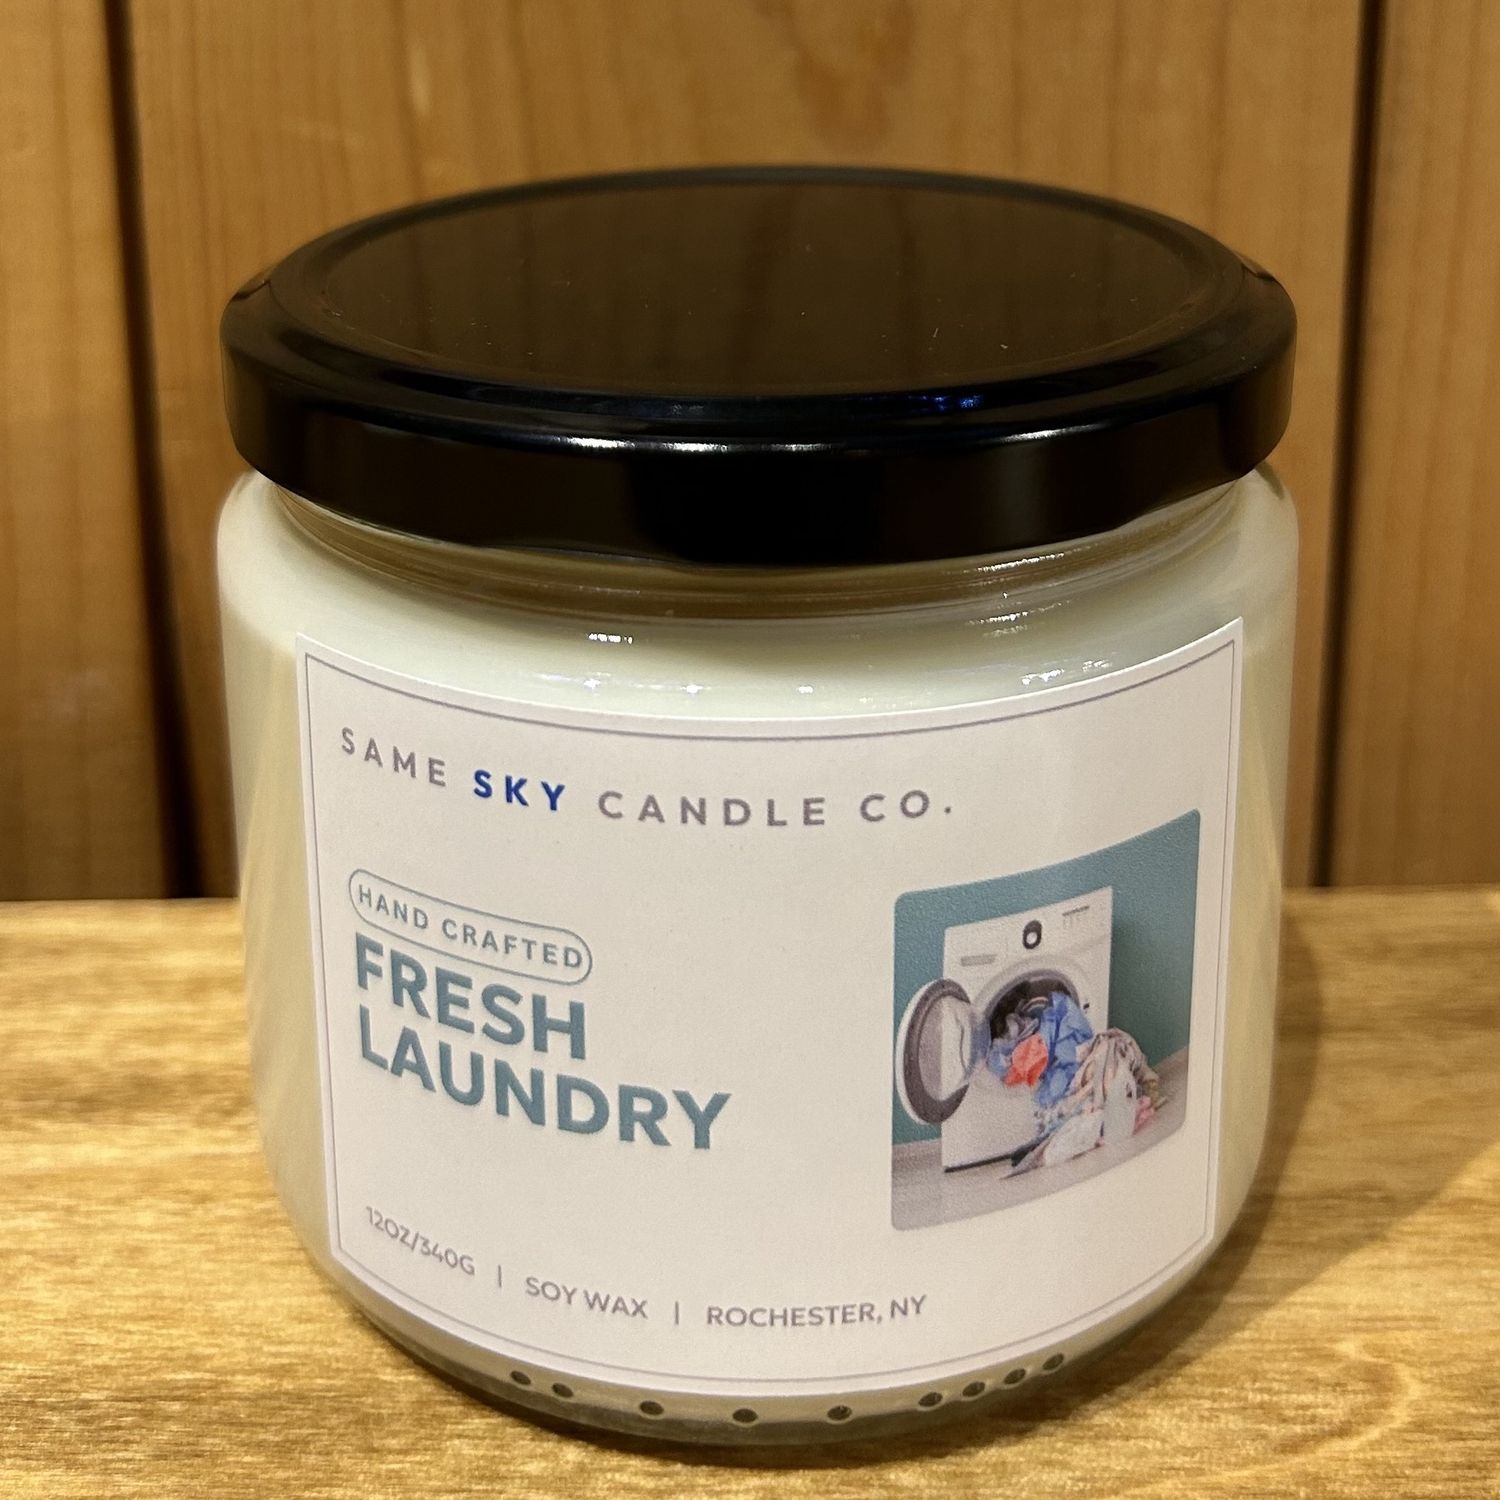 SAME SKY CANDLE CO.
HAND CRAFTED
FRESH
LAUNDRY
12OZ/340G | SOY WAX | ROCHESTER, NY